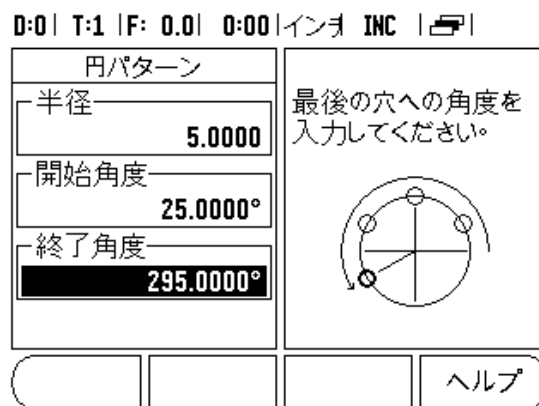 D:0 T:1 F: 0.0 0:00 インチ INC
円パターン
半径
5.0000
開始角度
25.0000°
終了角度
295.0000°
最後の穴への角度を
入力してください。
ヘルプ